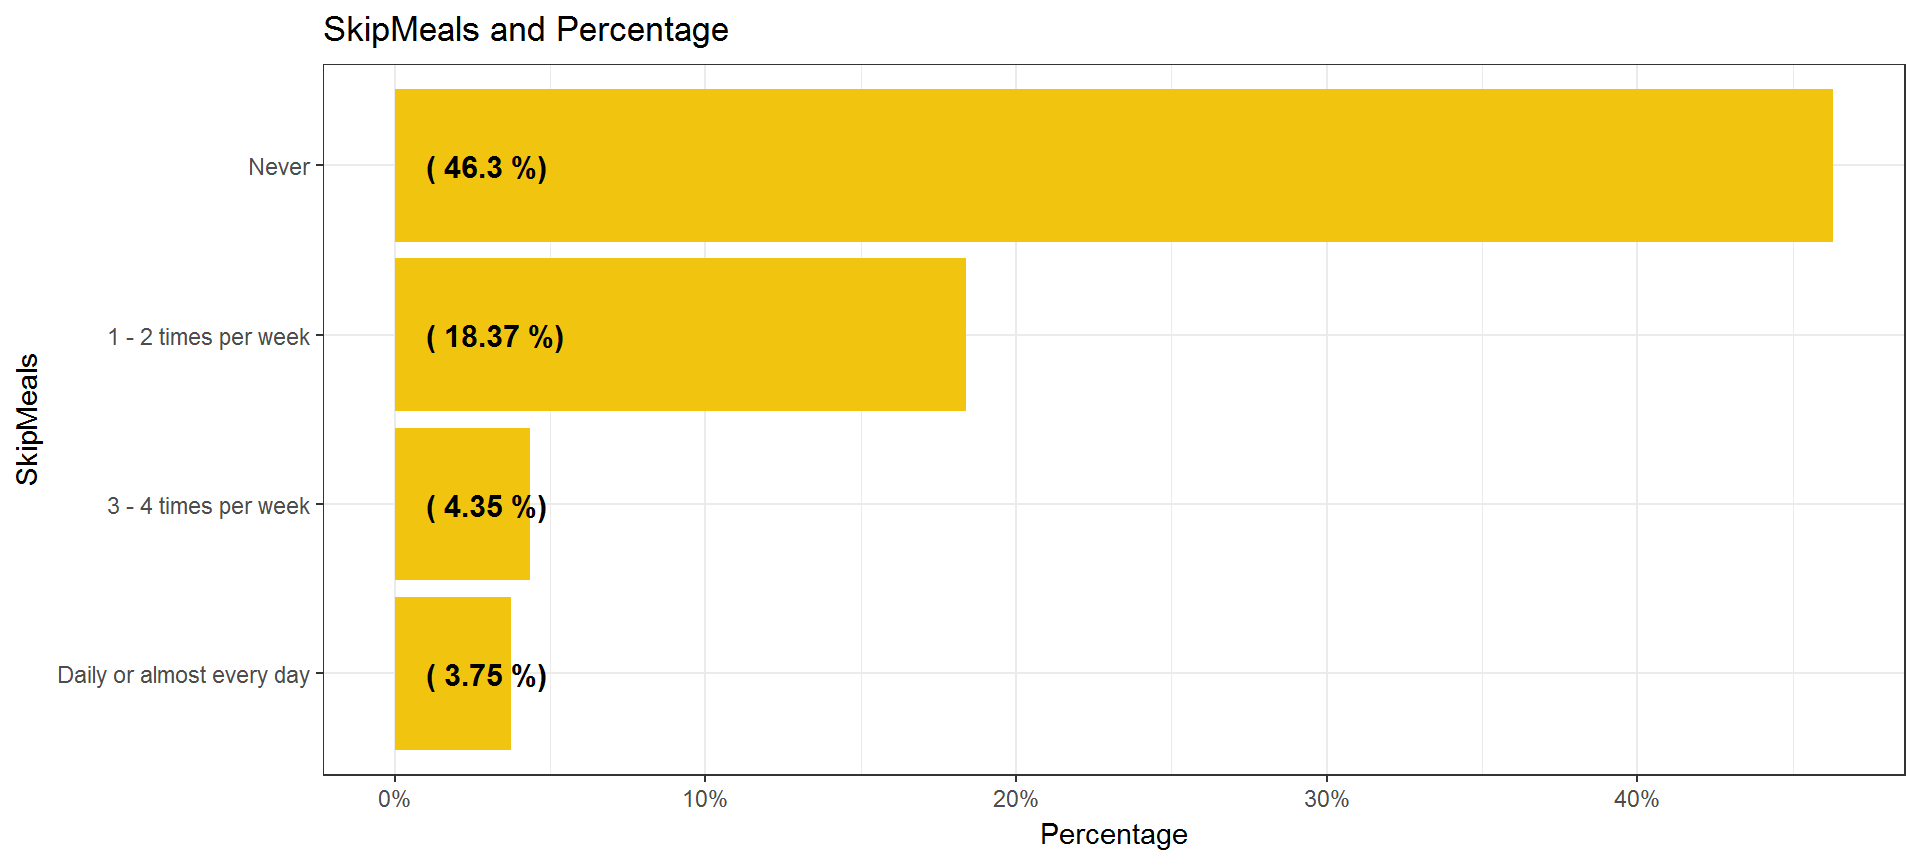 SkipMeals and Percentage
Never
( 46.3 %)
1 - 2 times per week
( 18.37 %)
3 - 4 times per week
( 4.35 %)
Daily or almost every day
( 3.75 %)
SkipMeals
0%
10%
20%
30%
40%
Percentage